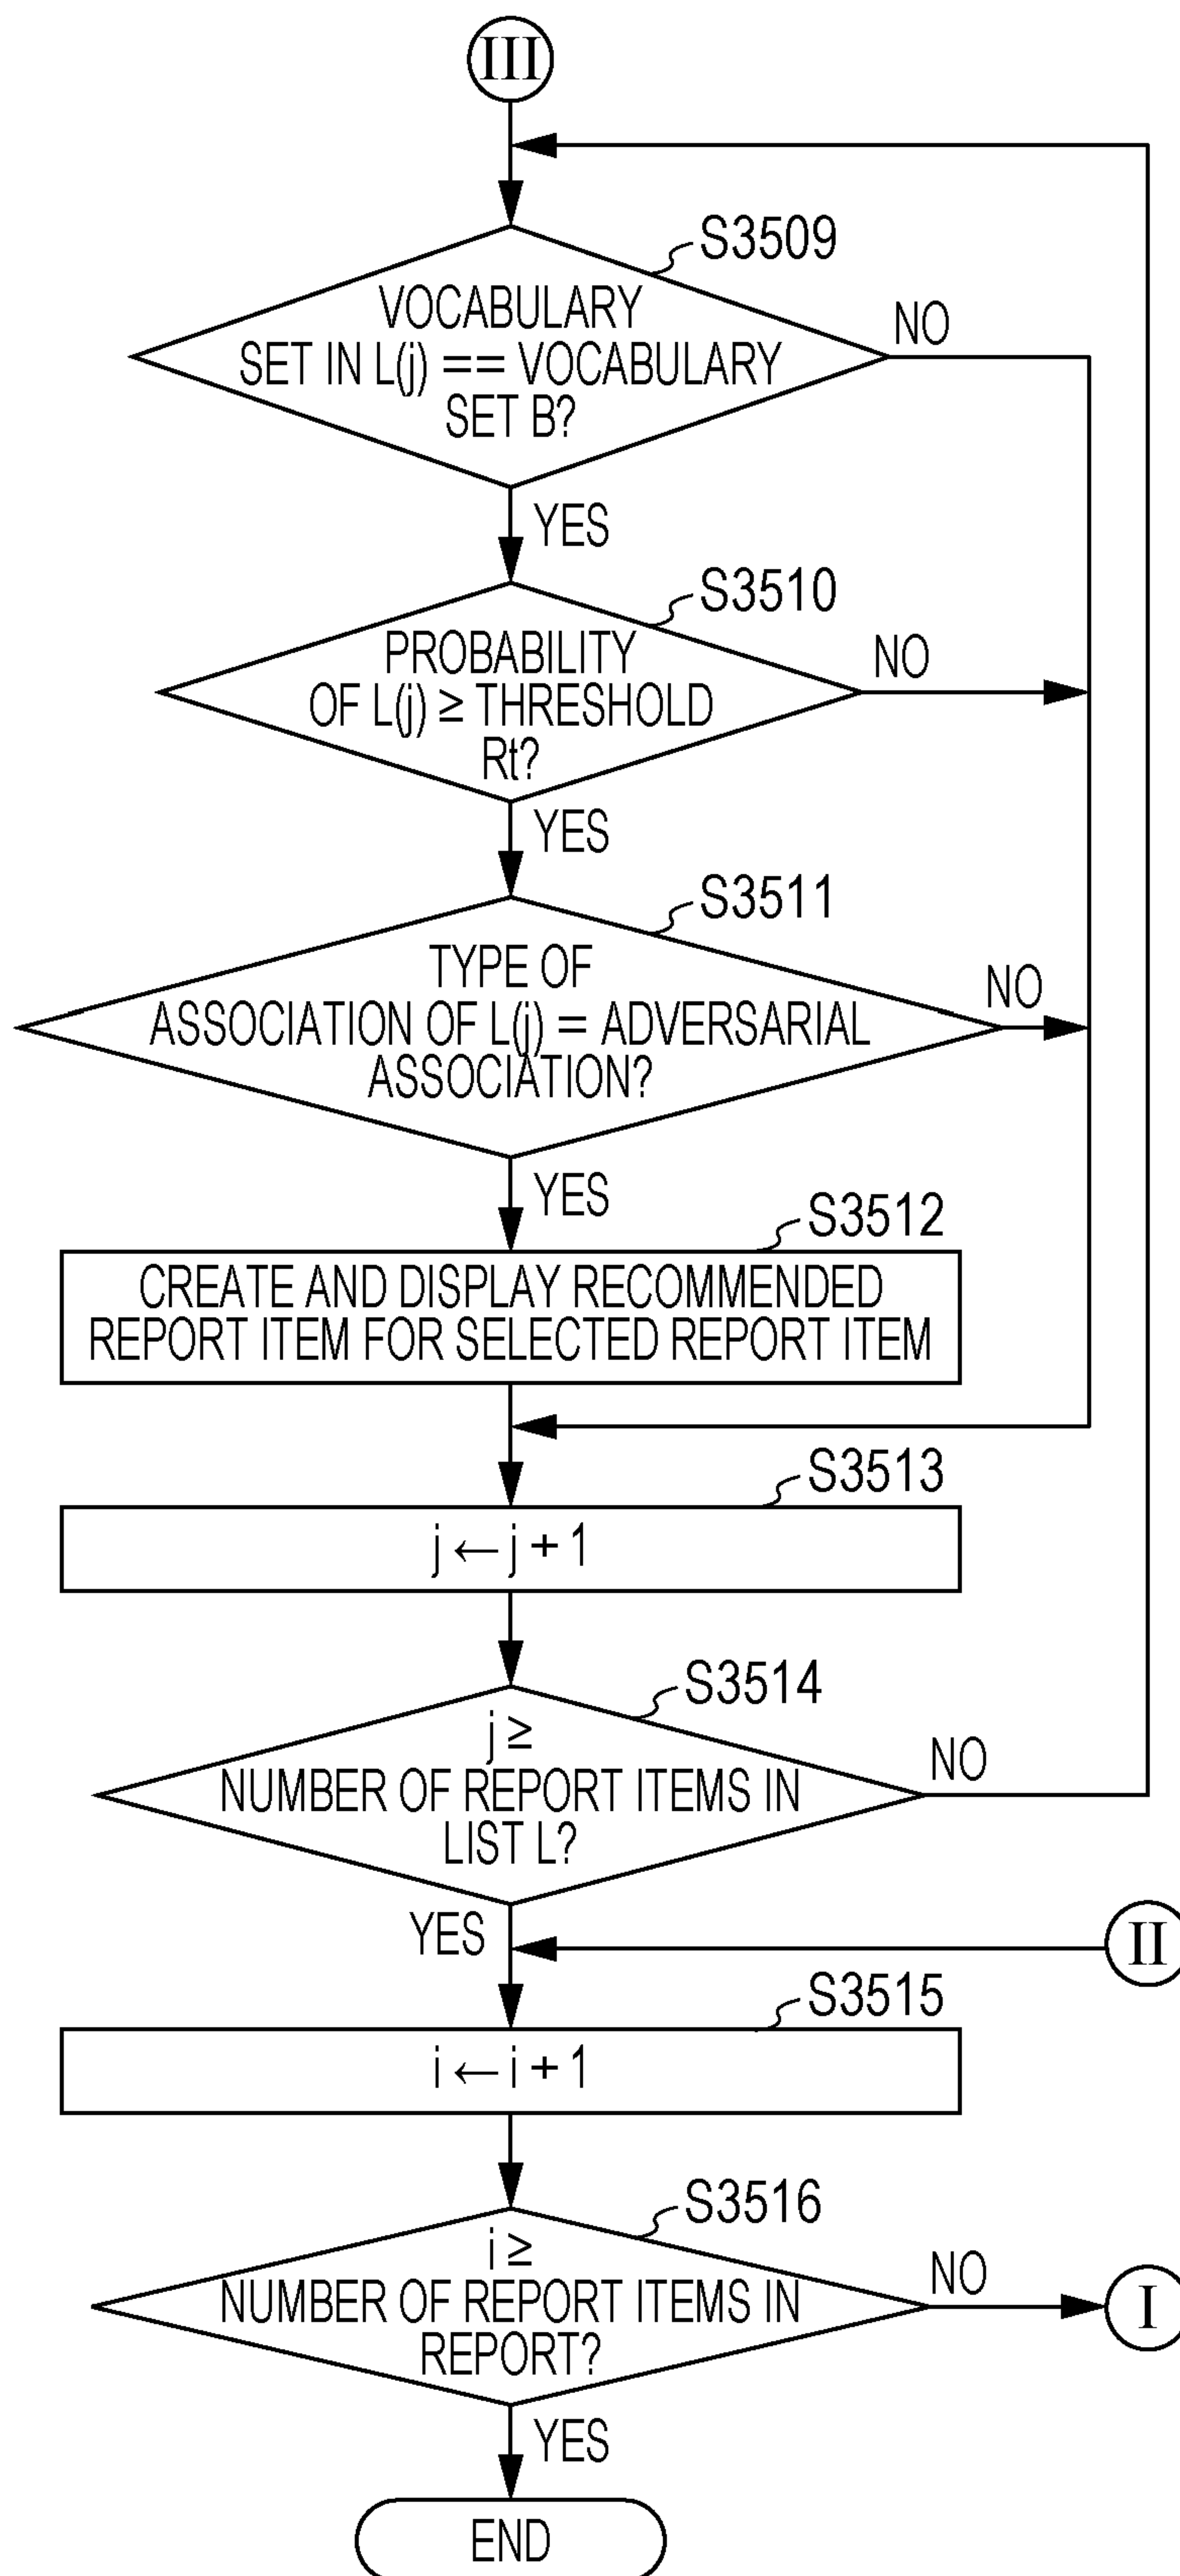 III
S3509
VOCABULARY
SET IN L(j) == VOCABULARY
SET B?
NO
YES
S3510
PROBABILITY
OF L(j) ≥ THRESHOLD
Rt?
NO
YES
S3511
TYPE OF
ASSOCIATION OF L(j) = ADVERSARIAL
ASSOCIATION?
NO
YES
S3512
CREATE AND DISPLAY RECOMMENDED
REPORT ITEM FOR SELECTED REPORT ITEM
S3513
j ← j + 1
S3514
j ≥
NUMBER OF REPORT ITEMS IN
LIST L?
NO
YES
II
S3515
i ← i + 1
S3516
i ≥
NUMBER OF REPORT ITEMS IN
REPORT?
NO
I
YES
END